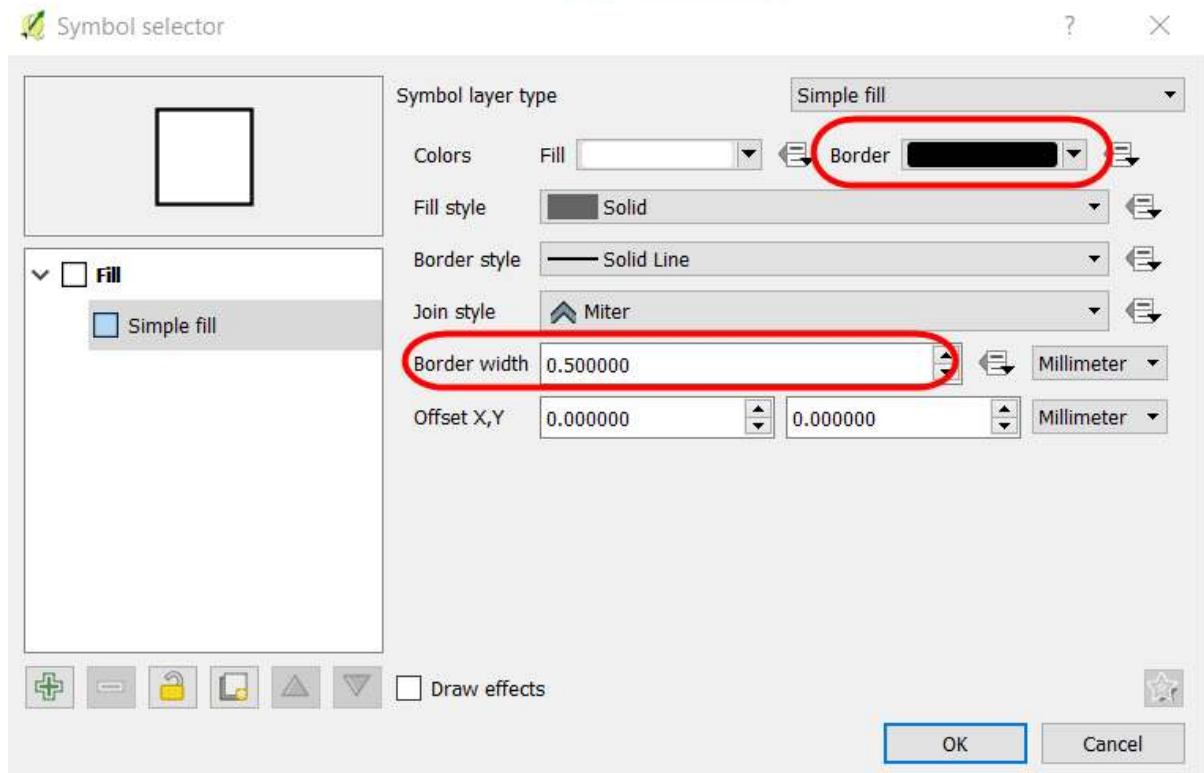 Symbol selector
?
Symbol layer type Simple fill
Colors Fill Border
Fill style Solid
Border style Solid Line
Join style Miter
Border width 0.500000 Millimeter
Offset X,Y 0.000000 0.000000 Millimeter
Fill
Simple fill
Draw effects
OK Cancel